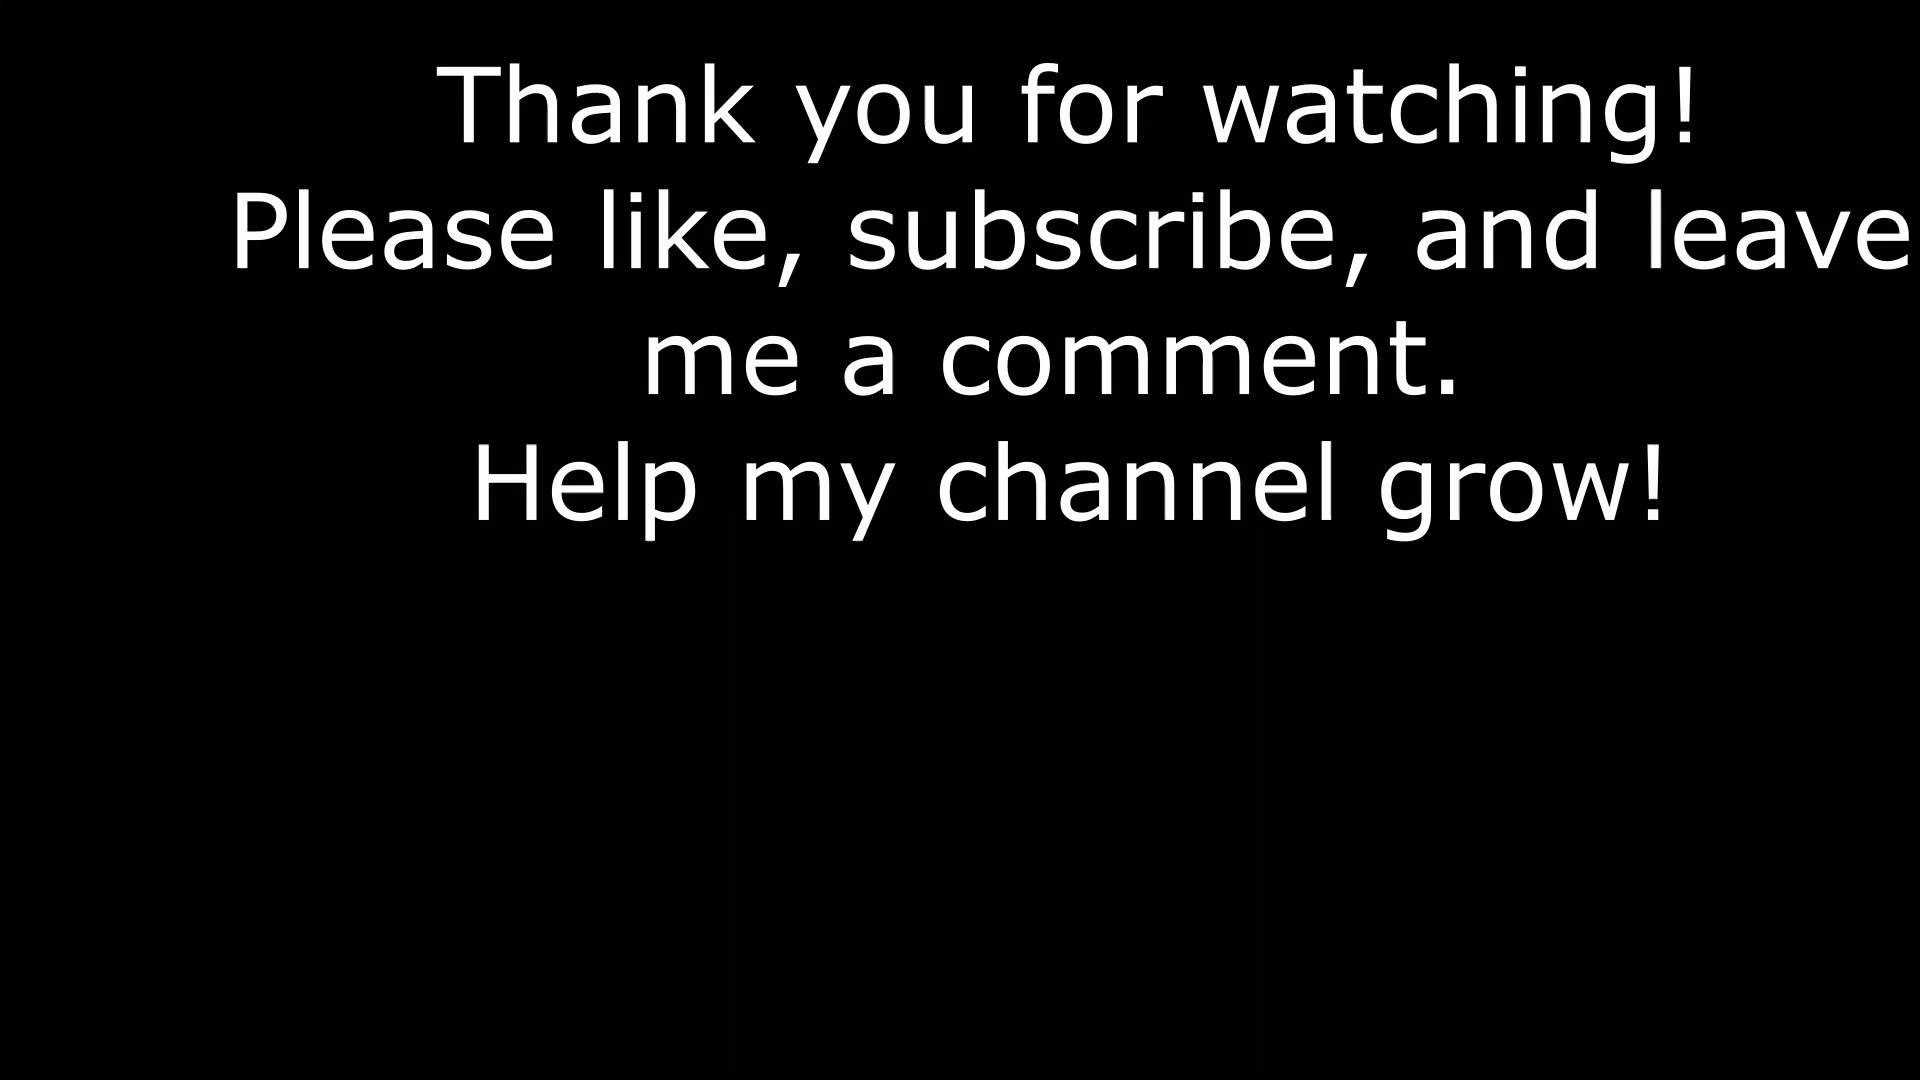 Thank you for watching!
Please like, subscribe, and leave
me a comment.
Help my channel grow!